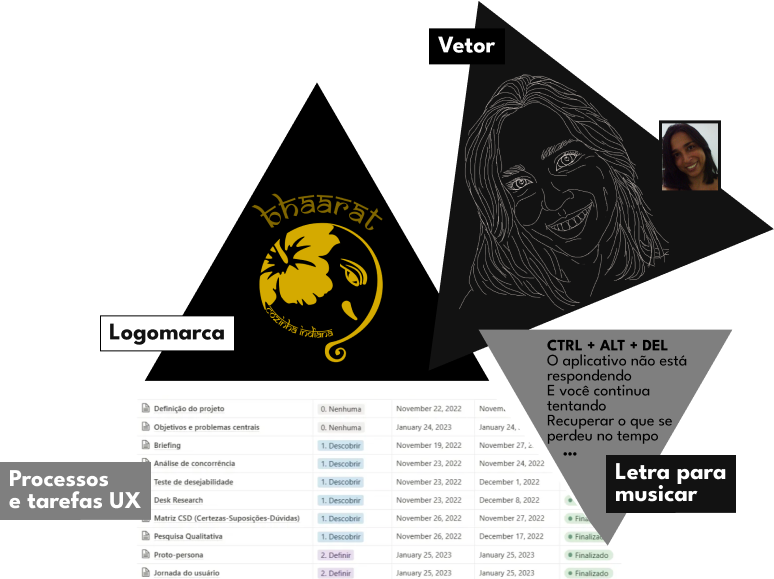 Vetor
bhaarat
cozinha indiana
Logomarca
CTRL + ALT + DEL
O aplicativo não está
respondendo
E você continua
tentando
Recuperar o que se
perdeu no tempo
...
Letra para
musicar
Processos
e tarefas UX
Definição do projeto 0. Nenhuma November 22, 2022
Objetivos e problemas centrais 0. Nenhuma January 24, 2023 January 24,
Briefing 1. Descobrir November 19, 2022 November 27,
Análise de concorrência 1. Descobrir November 23, 2022 November 24, 2022
Teste de desejabilidade 1. Descobrir November 23, 2022 December 1, 2022
Desk Research 1. Descobrir November 23, 2022 December 8, 2022
Matriz CSD (Certezas-Suposições-Dúvidas) 1. Descobrir November 26, 2022 November 27, 2022
Pesquisa Qualitativa 1. Descobrir November 26, 2022 December 17, 2022
Proto-persona 2. Definir January 25, 2023 January 25, 2023 Finalizado
Jornada do usuário 2. Definir January 25, 2023 January 25, 2023 Finalizado